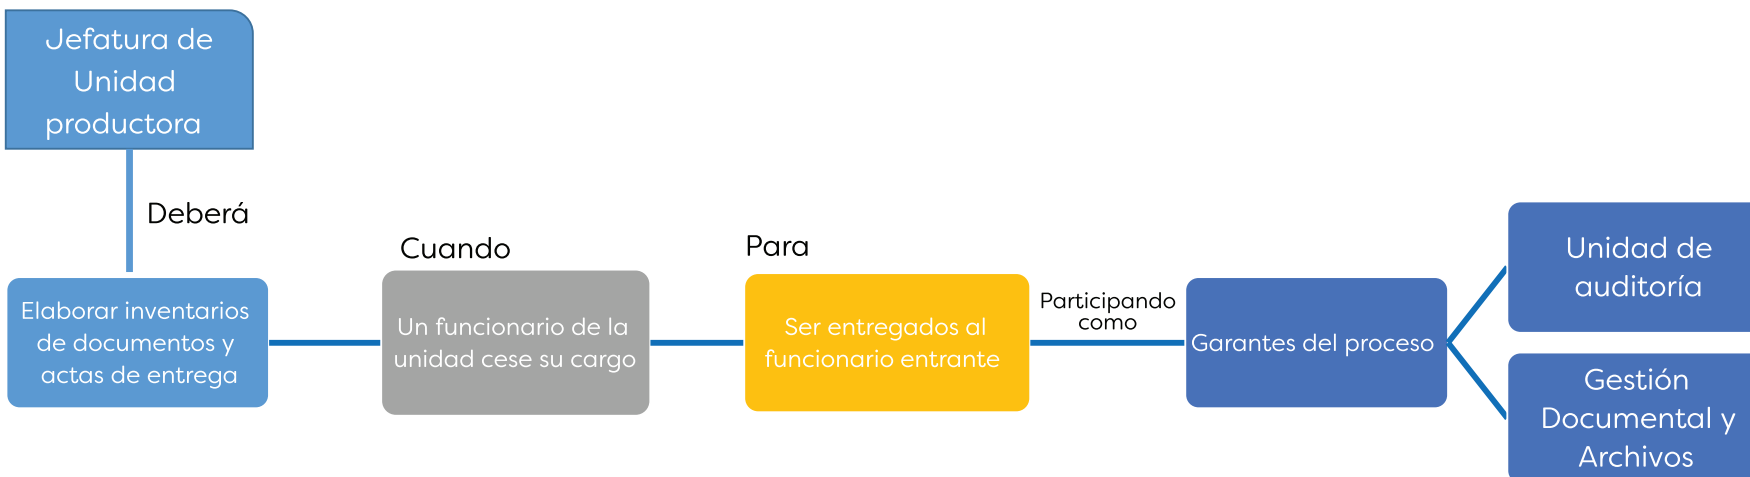 Jefatura de
Unidad
productora
Deberá
Elaborar inventarios
de documentos y
actas de entrega
Cuando
Un funcionario de la
unidad cese su cargo
Para
Ser entregados al
funcionario entrante
Participando
como
Garantes del proceso
Unidad de
auditoría
Gestión
Documental y
Archivos